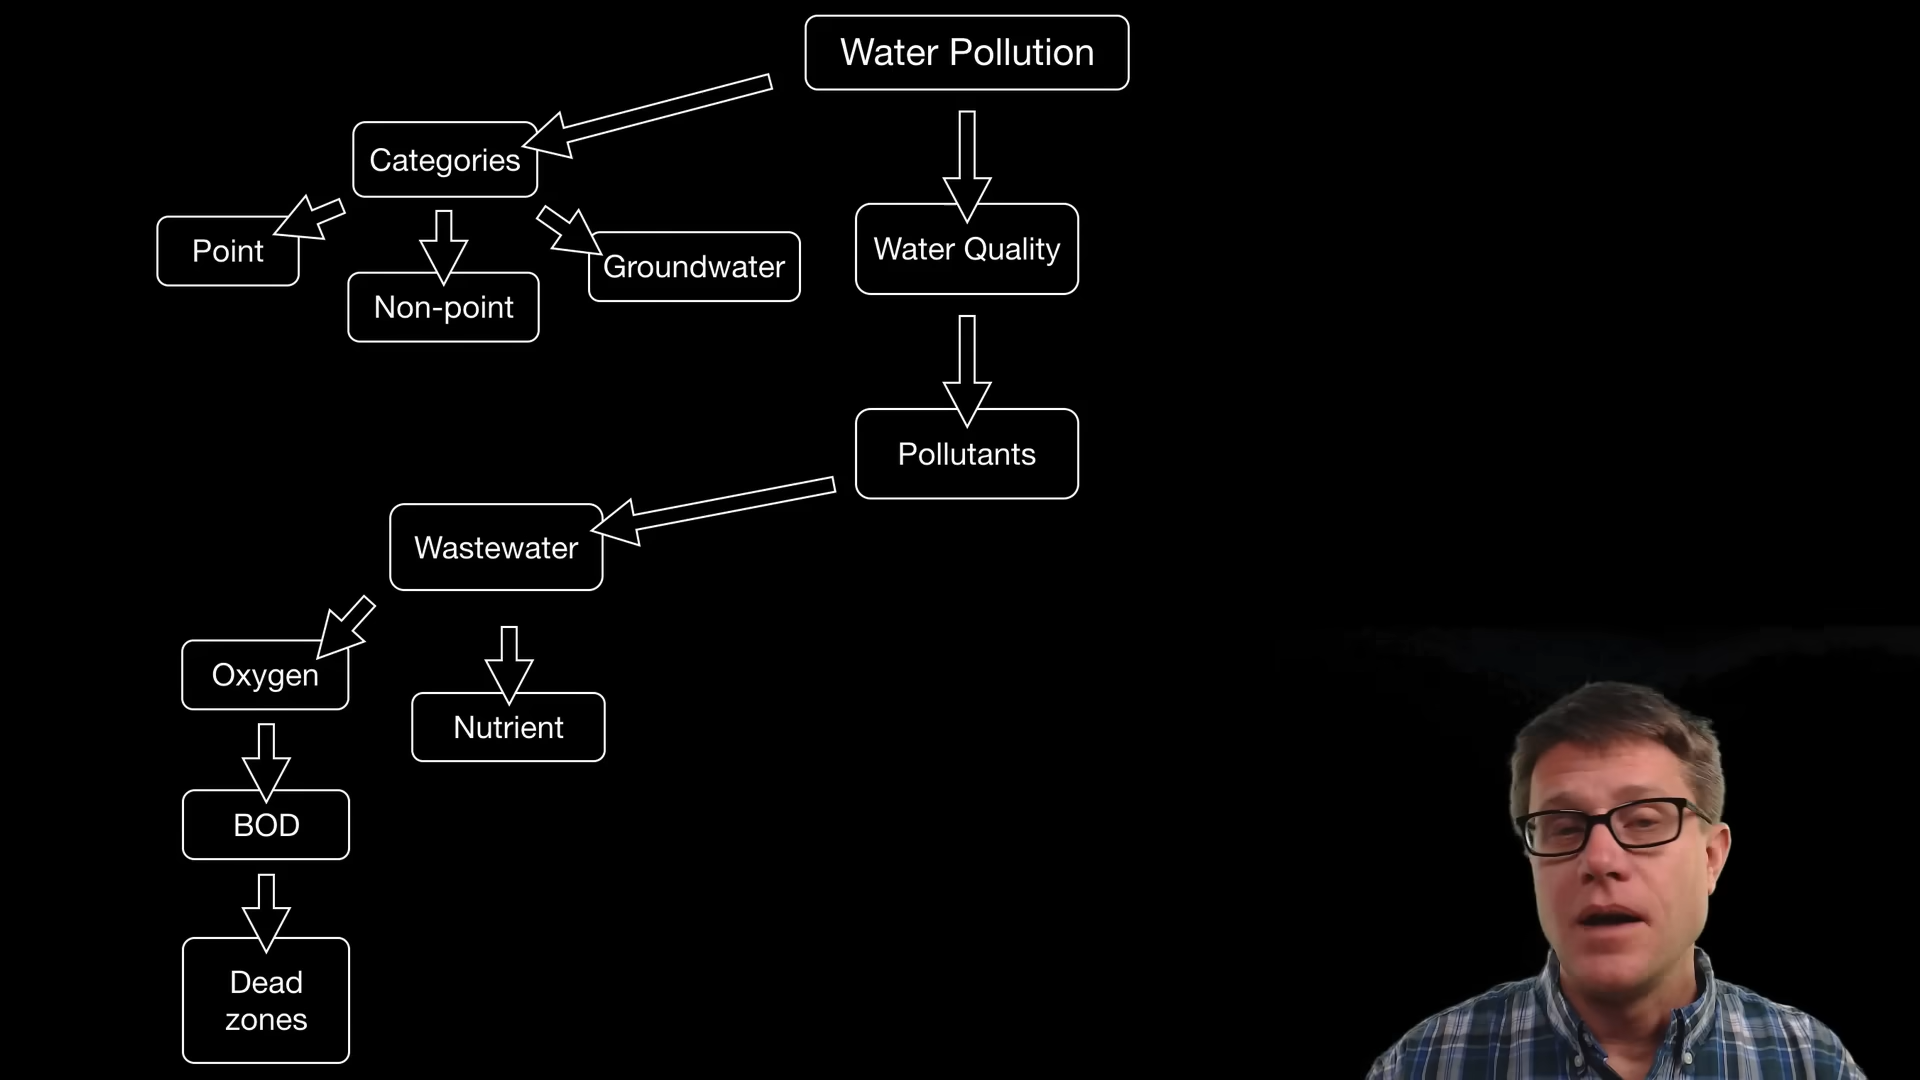 Water Pollution
Categories
Point
Non-point
Groundwater
Water Quality
Pollutants
Wastewater
Oxygen
Nutrient
BOD
Dead
zones